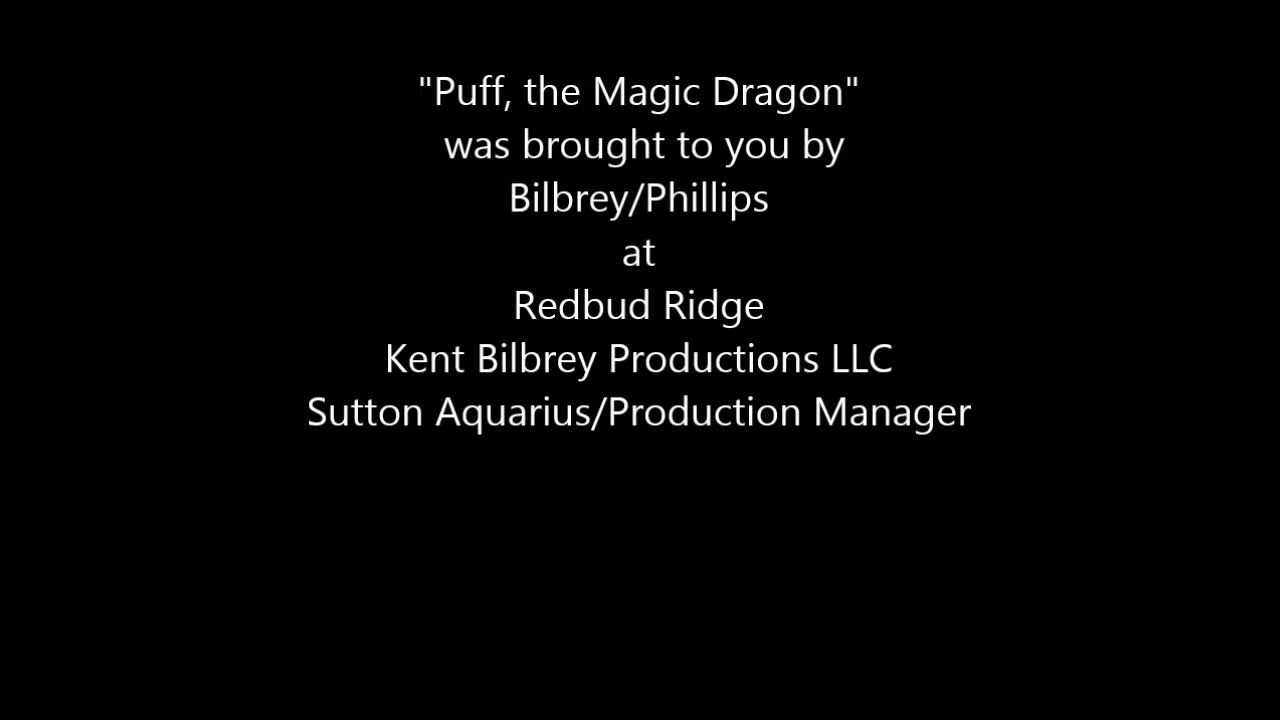 "Puff, the Magic Dragon"
was brought to you by
Bilbrey/Phillips
at
Redbud Ridge
Kent Bilbrey Productions LLC
Sutton Aquarius/Production Manager